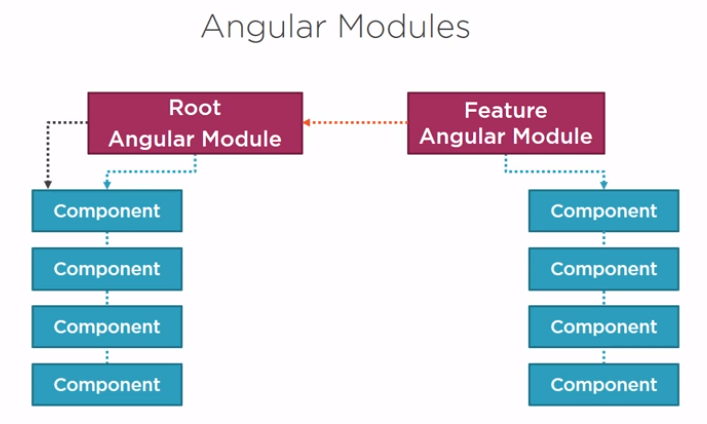 Angular Modules
Root
Angular Module
Feature
Angular Module
Component
Component
Component
Component
Component
Component
Component
Component